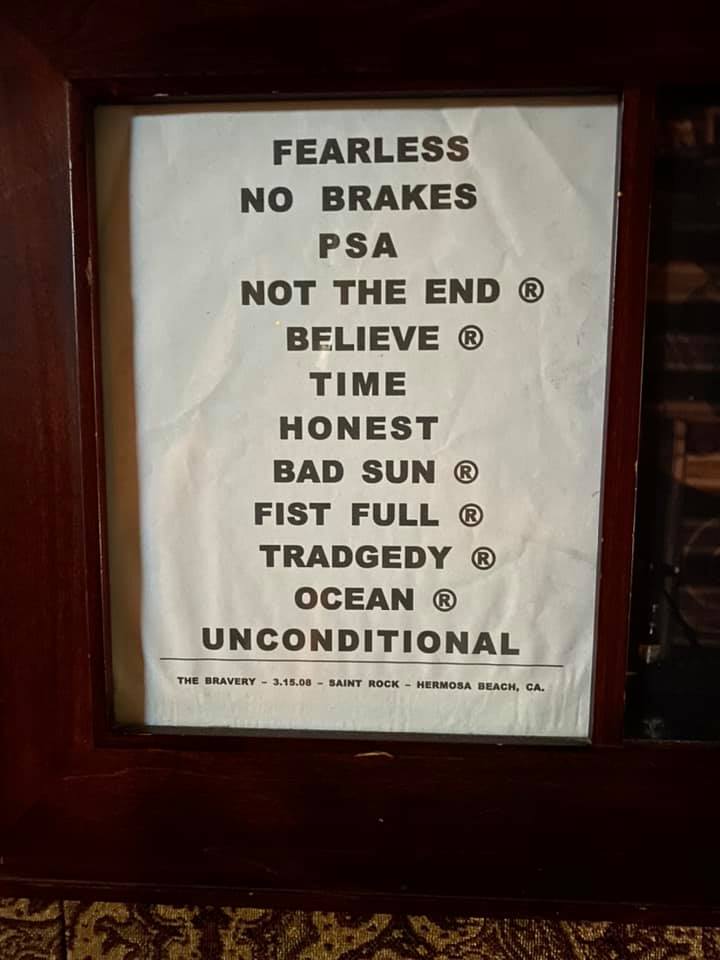 FEARLESS
NO BRAKES
PSA
NOT THE END ®
BELIEVE ®
TIME
HONEST
BAD SUN ®
FIST FULL ®
TRADGEDY ®
OCEAN ®
UNCONDITIONAL
THE BRAVERY – 3.15.08 – SAINT ROCK – HERMOSA BEACH, CA.